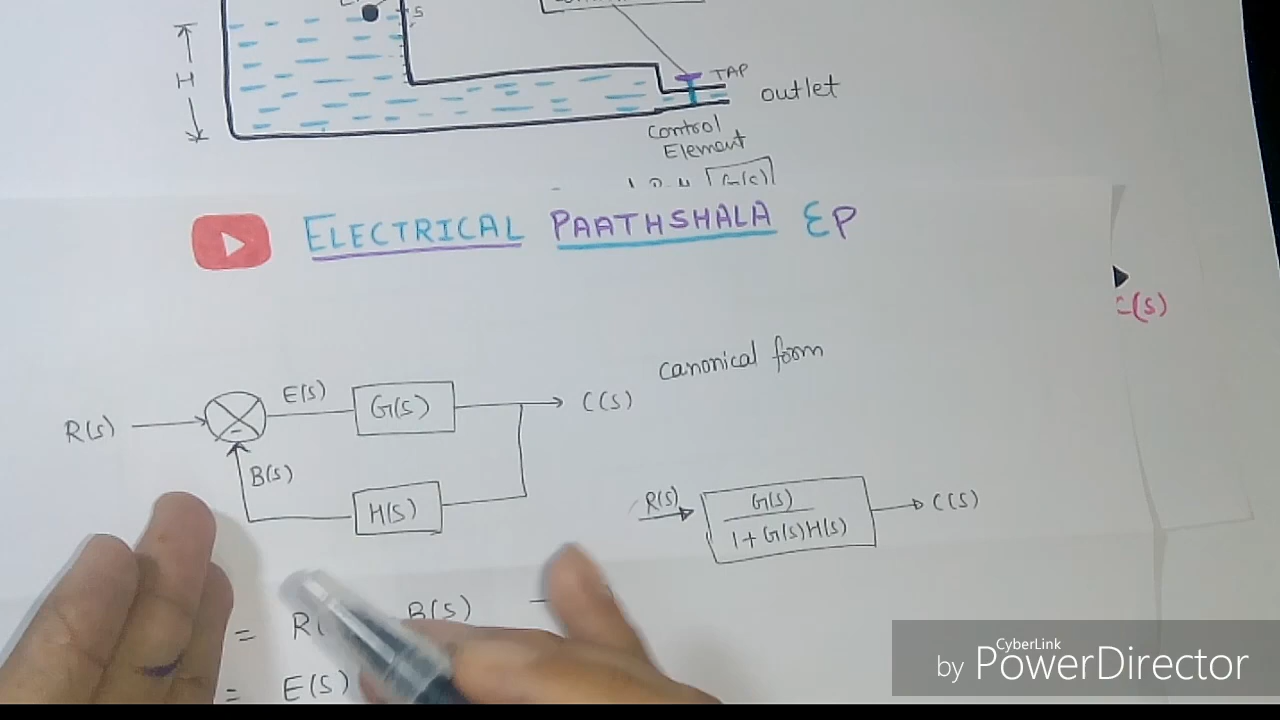 S
H
TAP
outlet
Control
Element
G(s)
ELECTRICAL PAATHSHALA EP
C(S)
canonical form
R(s)
E(s)
G(s)
C(s)
B(s)
H(s)
R(s)
G(s)
1 + G(s)H(s)
C(s)
= R( B(s)
= E(s)
CyberLink
by PowerDirector